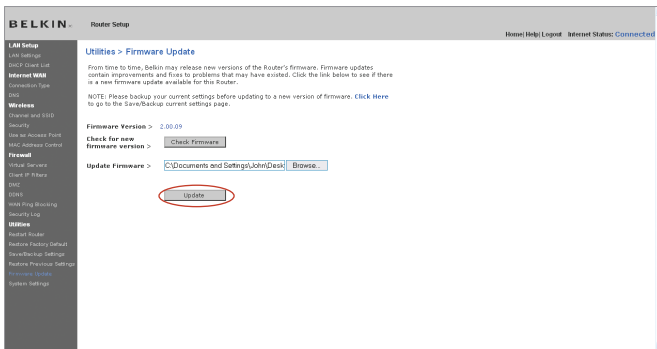 BELKIN
Router Setup
Home| Help| Logout Internet Status: Connected
LAN Setup
LAN Settings
DHCP Client List
Internet WAN
Connection Type
DNS
Wireless
Channel and SSID
Security
Use as Access Point
MAC Address Control
Firewall
Virtual Servers
Client IP Filters
DMZ
DDNS
WAN Ping Blocking
Security Log
Utilities
Restart Router
Restore Factory Default
Save/Backup Settings
Restore Previous Settings
Firmware Update
System Settings
Utilities > Firmware Update
From time to time, Belkin may release new versions of the Router's firmware. Firmware updates
contain improvements and fixes to problems that may have existed. Click the link below to see if there
is a new firmware update available for this Router.
NOTE: Please backup your current settings before updating to a new version of firmware. Click Here
to go to the Save/Backup current settings page.
Firmware Version > 2.00.09
Check for new
firmware version > Check Firmware
Update Firmware > C:\Documents and Settings\John\Desk Browse...
Update